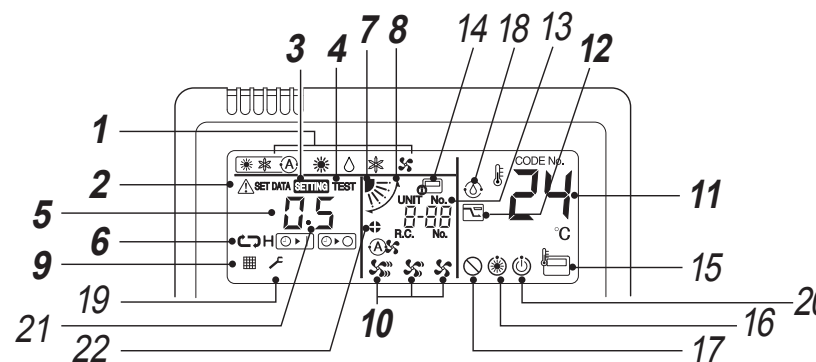 3 4 7 8 14 18 13 12
1
A
CODE No.
2 SET DATA SETTING TEST
24 11
UNIT No.
5 0.5 8-88
R.C. No.
6 H °C
A
9
15
19
21 22 10 17 16 20